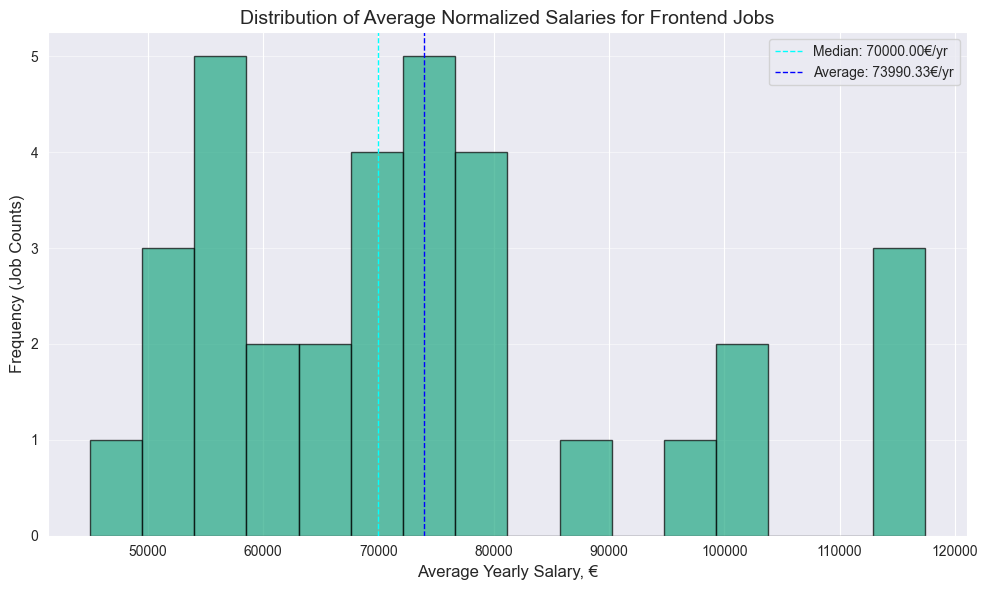 Distribution of Average Normalized Salaries for Frontend Jobs
Median: 70000.00€/yr
Average: 73990.33€/yr
Frequency (Job Counts)
5
4
3
2
1
0
50000 60000 70000 80000 90000 100000 110000 120000
Average Yearly Salary, €